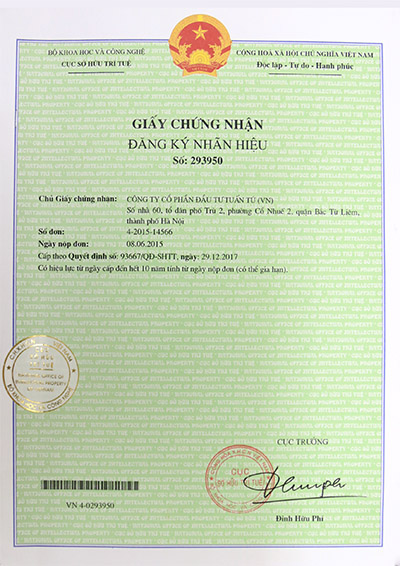 BỘ KHOA HỌC VÀ CÔNG NGHỆ
CỤC SỞ HỮU TRÍ TUỆ
CỘNG HOÀ XÃ HỘI CHỦ NGHĨA VIỆT NAM
Độc lập - Tự do - Hạnh phúc
GIẤY CHỨNG NHẬN
ĐĂNG KÝ NHÃN HIỆU
Số: 293950
Chủ Giấy chứng nhận: CÔNG TY CỔ PHẦN ĐẦU TƯ TUẤN TÚ (VN)
Số nhà 60, tổ dân phố Trù 2, phường Cổ Nhuế 2, quận Bắc Từ Liêm,
thành phố Hà Nội
Số đơn: 4-2015-14566
Ngày nộp đơn: 08.06.2015
Cấp theo Quyết định số: 93667/QĐ-SHTT, ngày: 29.12.2017
Có hiệu lực từ ngày cấp đến hết 10 năm tính từ ngày nộp đơn (có thể gia hạn).
CỤC TRƯỞNG
CỤC
SỞ HỮU TRÍ TUỆ
Đinh Hữu Phí
VN 4-0293950